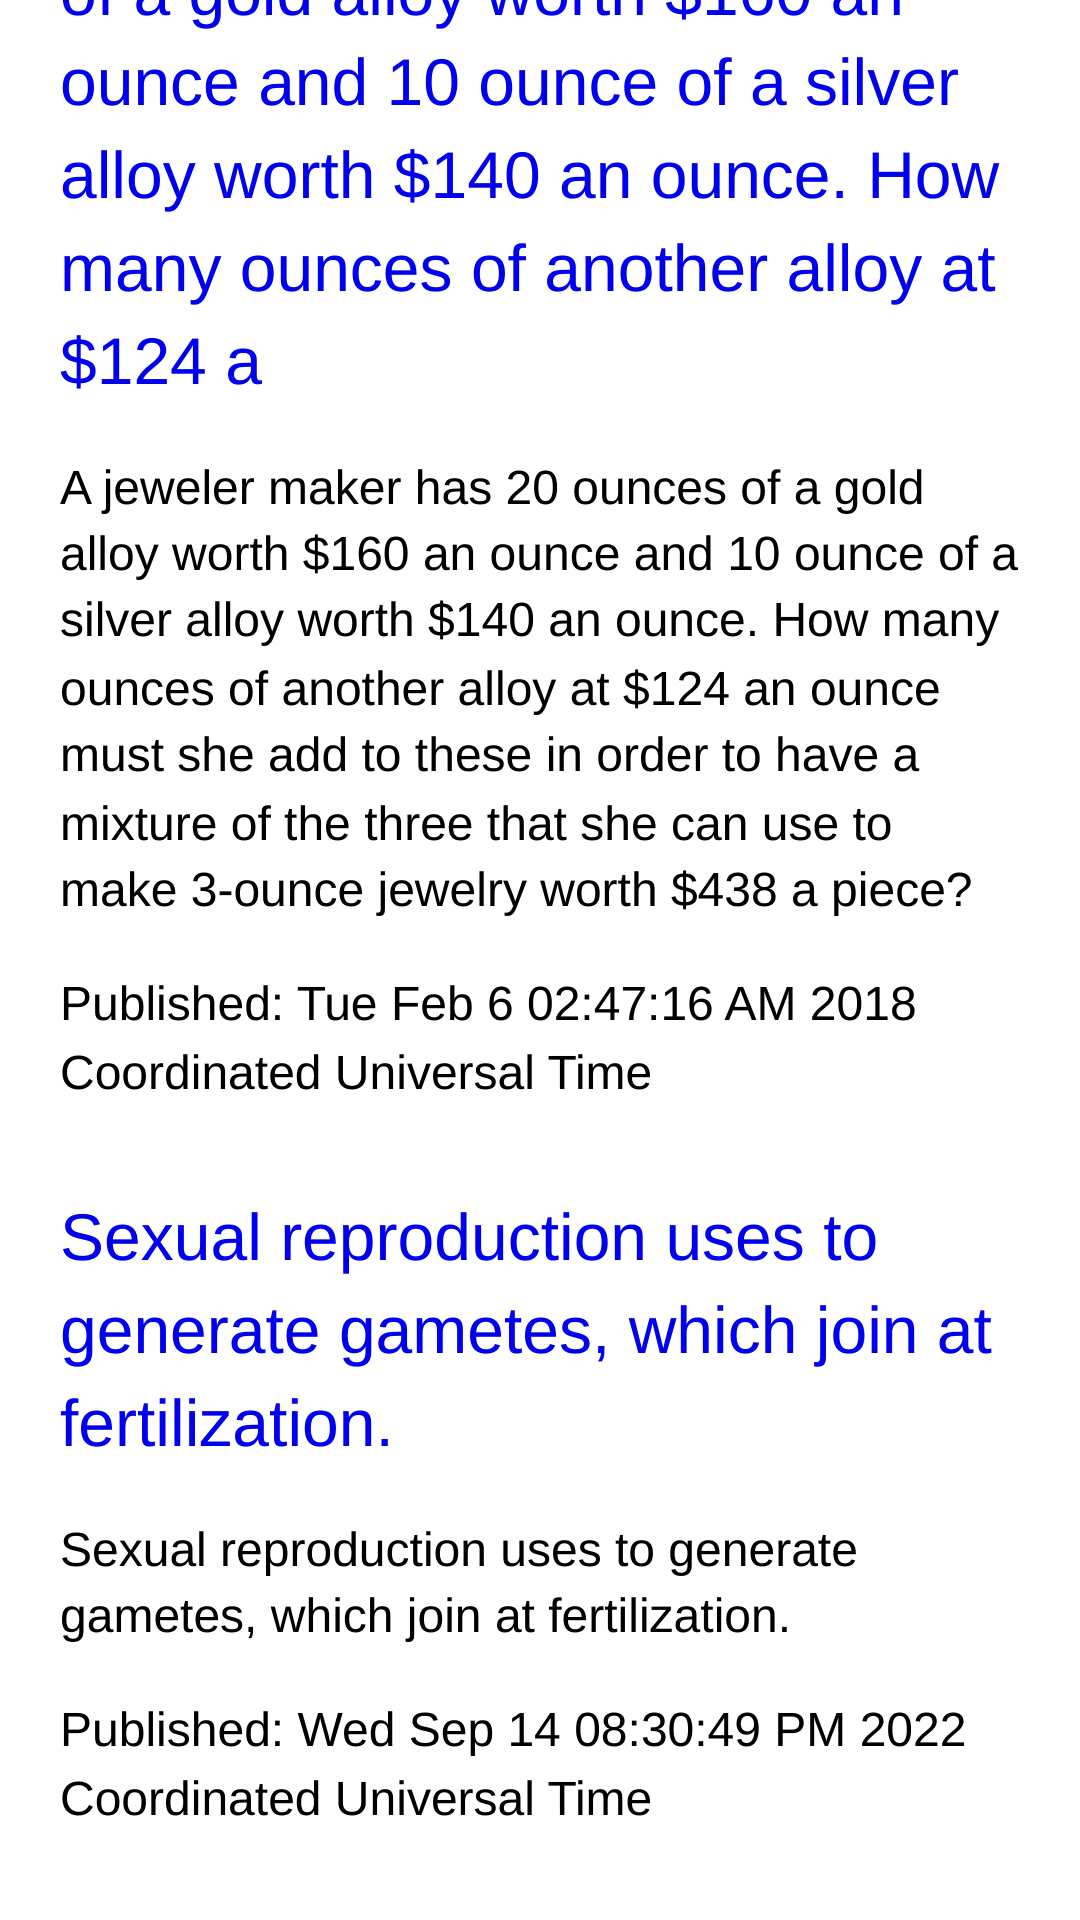 of a gold alloy worth $160 an
ounce and 10 ounce of a silver
alloy worth $140 an ounce. How
many ounces of another alloy at
$124 a
A jeweler maker has 20 ounces of a gold
alloy worth $160 an ounce and 10 ounce of a
silver alloy worth $140 an ounce. How many
ounces of another alloy at $124 an ounce
must she add to these in order to have a
mixture of the three that she can use to
make 3-ounce jewelry worth $438 a piece?
Published: Tue Feb 6 02:47:16 AM 2018
Coordinated Universal Time
Sexual reproduction uses to
generate gametes, which join at
fertilization.
Sexual reproduction uses to generate
gametes, which join at fertilization.
Published: Wed Sep 14 08:30:49 PM 2022
Coordinated Universal Time